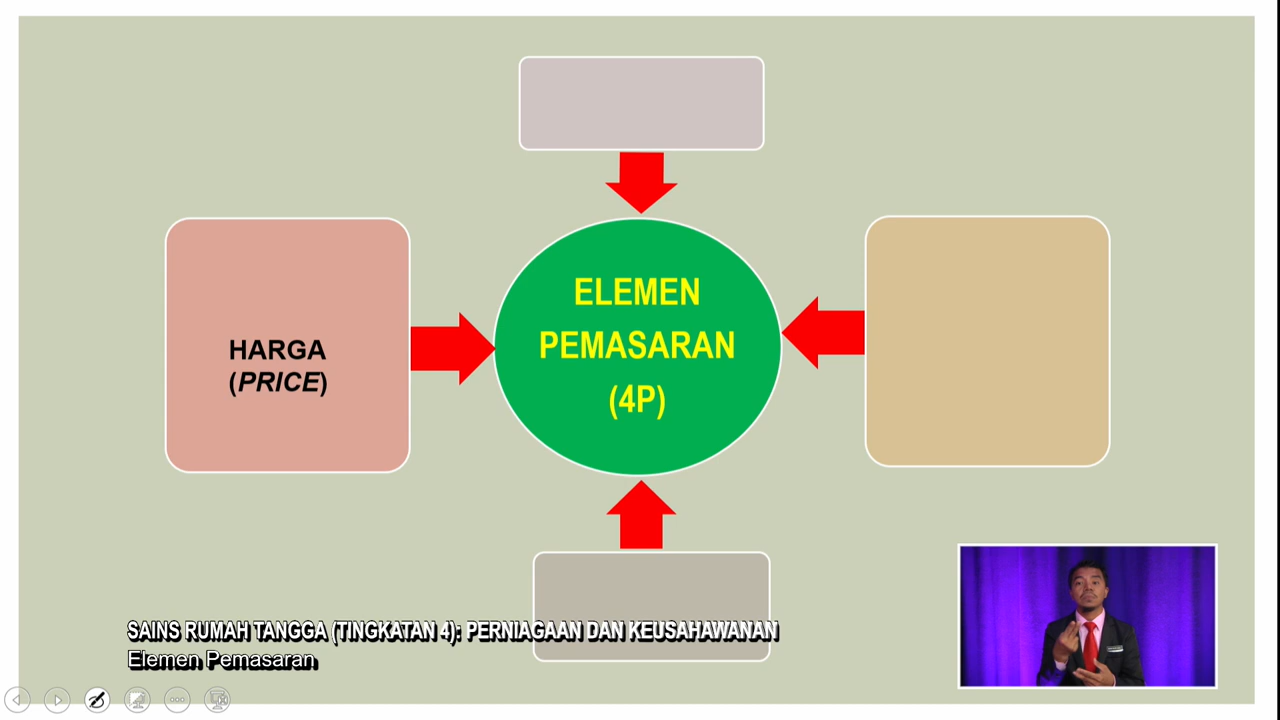 ELEMEN
PEMASARAN
(4P)
HARGA
(PRICE)
SAINS RUMAH TANGGA (TINGKATAN 4): PERNIAGAAN DAN KEUSAHAWANAN
Elemen Pemasaran